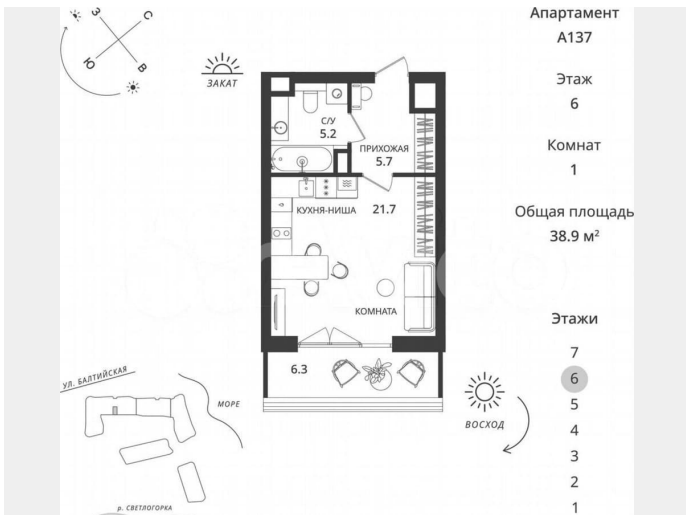 З
С
Ю
В
ЗАКАТ
С/У
5.2
ПРИХОЖАЯ
5.7
КУХНЯ-НИША
21.7
КОМНАТА
6.3
ВОСХОД
УЛ. БАЛТИЙСКАЯ
МОРЕ
р. СВЕТЛОГОРКА
Апартамент
А137
Этаж
6
Комнат
1
Общая площадь
38.9 м²
Этажи
7
6
5
4
3
2
1